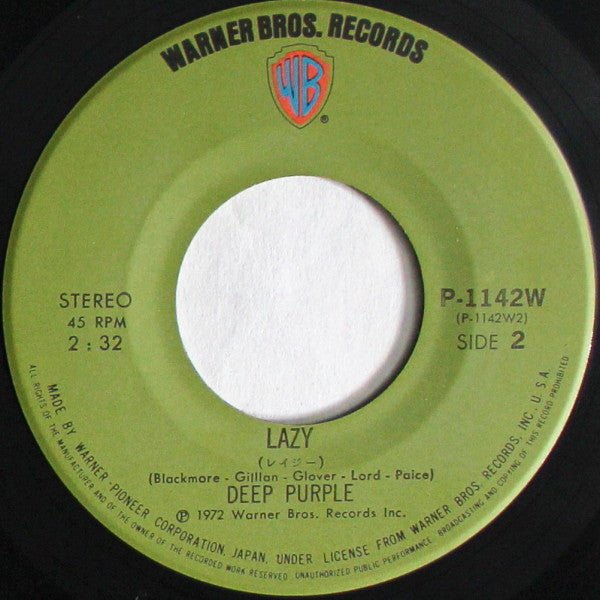 WARNER BROS. RECORDS
WB
®
STEREO
45 RPM
2 : 32
P-1142W
(P-1142W2)
SIDE 2
LAZY
(レイジー)
(Blackmore - Gillian - Glover - Lord - Paice)
DEEP PURPLE
℗ 1972 Warner Bros. Records Inc.
MADE BY WARNER-PIONEER CORPORATION, JAPAN, UNDER LICENSE FROM WARNER BROS. RECORDS, INC., U.S.A.
ALL RIGHTS OF THE MANUFACTURER AND OF THE OWNER OF THE RECORDED WORK RESERVED. UNAUTHORIZED PUBLIC PERFORMANCE, BROADCASTING AND COPYING OF THIS RECORD PROHIBITED